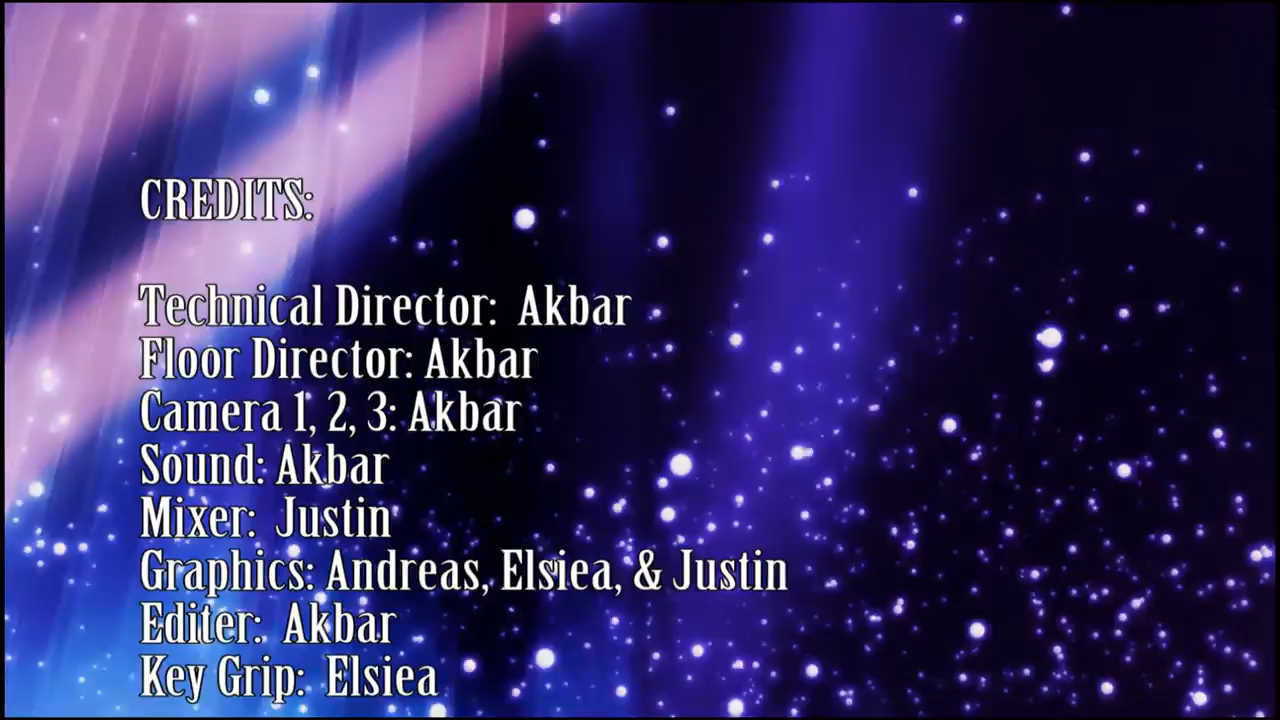 CREDITS:
Technical Director:  Akbar
Floor Director: Akbar
Camera 1, 2, 3: Akbar
Sound: Akbar
Mixer:  Justin
Graphics: Andreas, Elsiea, & Justin
Editer:  Akbar
Key Grip:  Elsiea